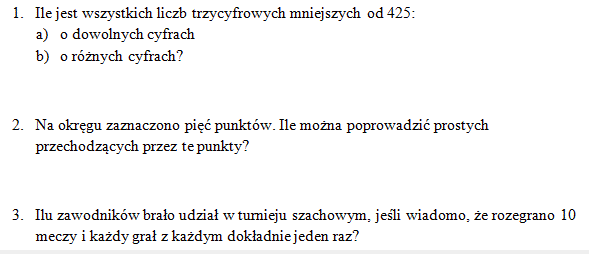 1. Ile jest wszystkich liczb trzycyfrowych mniejszych od 425:
a) o dowolnych cyfrach
b) o różnych cyfrach?
2. Na okręgu zaznaczono pięć punktów. Ile można poprowadzić prostych
przechodzących przez te punkty?
3. Ilu zawodników brało udział w turnieju szachowym, jeśli wiadomo, że rozegrano 10
meczy i każdy grał z każdym dokładnie jeden raz?